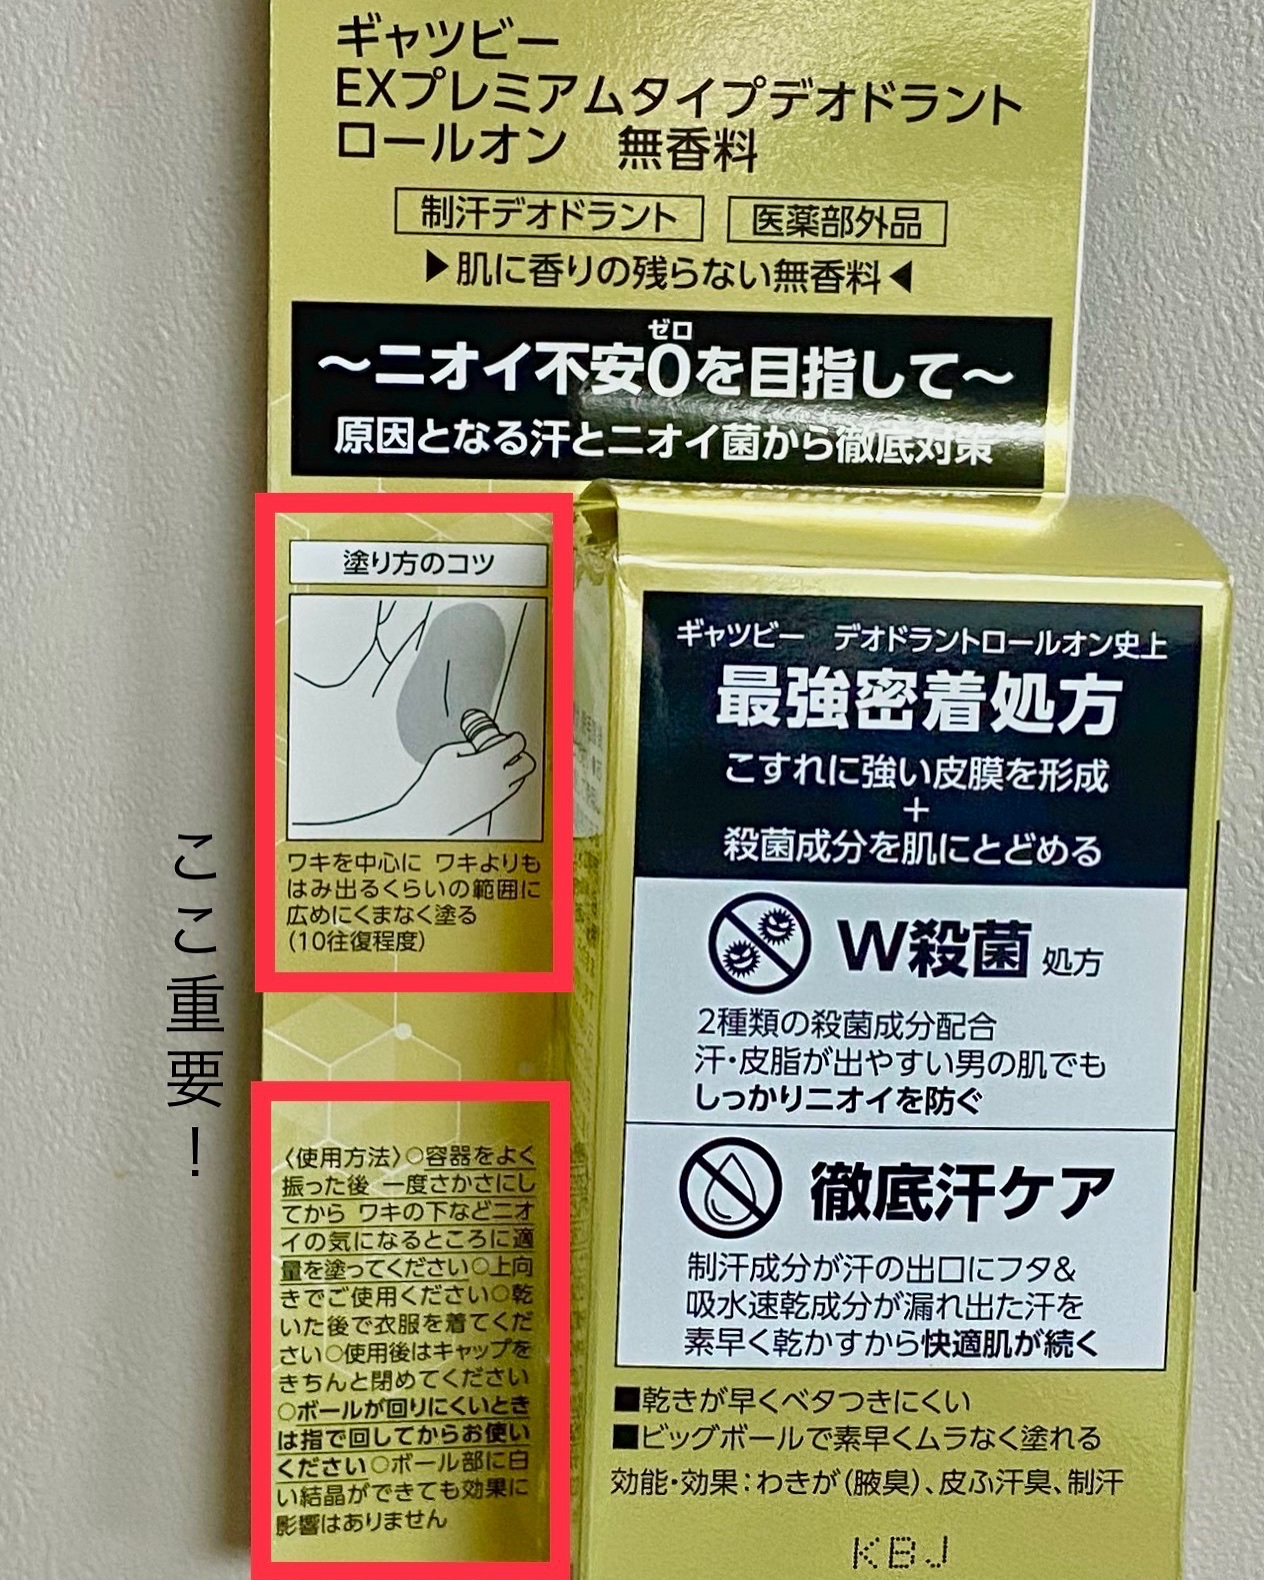 ギャツビー
EXプレミアムタイプデオドラント
ロールオン 無香料
制汗デオドラント 医薬部外品
▶肌に香りの残らない無香料◀
ゼロ
〜ニオイ不安0を目指して〜
原因となる汗とニオイ菌から徹底対策
塗り方のコツ
ワキを中心に ワキよりも
はみ出るくらいの範囲に
広めにくまなく塗る
(10往復程度)
ここ重要!
〈使用方法〉○容器をよく
振った後 一度さかさにし
てから ワキの下などニオ
イの気になるところに適
量を塗ってください○上向
きでご使用ください○乾
いた後で衣服を着てくだ
さい○使用後はキャップを
きちんと閉めてください
○ボールが回りにくいとき
は指で回してからお使い
ください○ボール部に白
い結晶ができても効果に
影響はありません
ギャツビー デオドラントロールオン史上
最強密着処方
こすれに強い皮膜を形成
+
殺菌成分を肌にとどめる
W殺菌 処方
2種類の殺菌成分配合
汗・皮脂が出やすい男の肌でも
しっかりニオイを防ぐ
徹底汗ケア
制汗成分が汗の出口にフタ&
吸水速乾成分が漏れ出た汗を
素早く乾かすから快適肌が続く
■乾きが早くベタつきにくい
■ビッグボールで素早くムラなく塗れる
効能・効果:わきが(腋臭)、皮ふ汗臭、制汗
KBJ